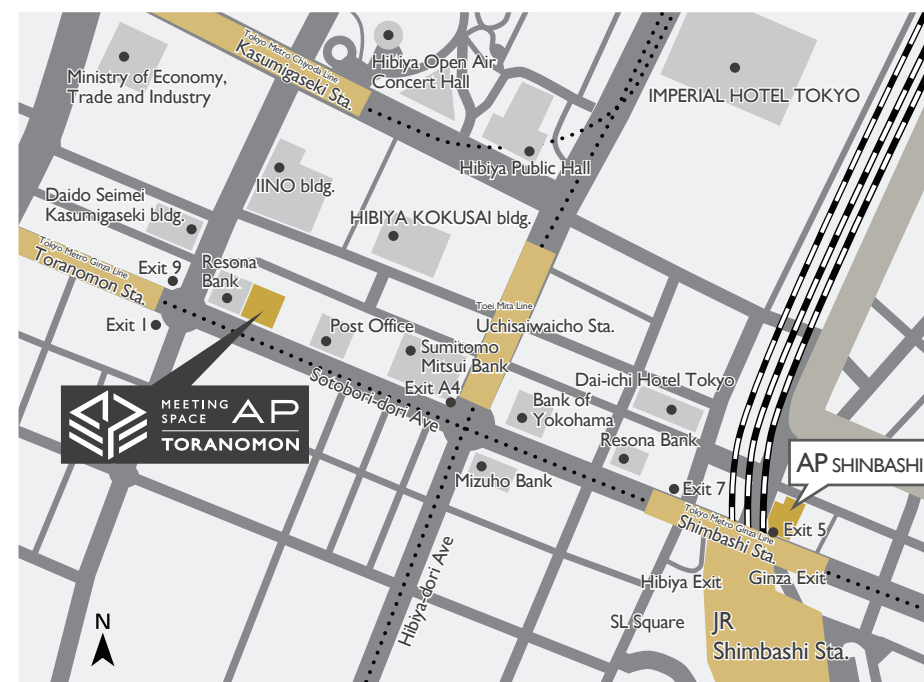 Tokyo Metro Chiyoda Line
Kasumigaseki Sta.
Ministry of Economy,
Trade and Industry
Hibiya Open Air
Concert Hall
IMPERIAL HOTEL TOKYO
Hibiya Public Hall
IINO bldg.
Daido Seimei
Kasumigaseki bldg.
HIBIYA KOKUSAI bldg.
Tokyo Metro Ginza Line
Toranomon Sta.
Exit 9
Resona
Bank
Exit 1
Post Office
Toei Mita Line
Uchisaiwaicho Sta.
Sumitomo
Mitsui Bank
Exit A4
Sotobori-dori Ave
Dai-ichi Hotel Tokyo
Bank of
Yokohama
Resona Bank
MEETING
SPACE AP
TORANOMON
Mizuho Bank
AP SHINBASHI
Exit 7
Tokyo Metro Ginza Line
Shimbashi Sta.
Exit 5
Hibiya-dori Ave
Hibiya Exit
Ginza Exit
SL Square
JR
Shimbashi Sta.
N